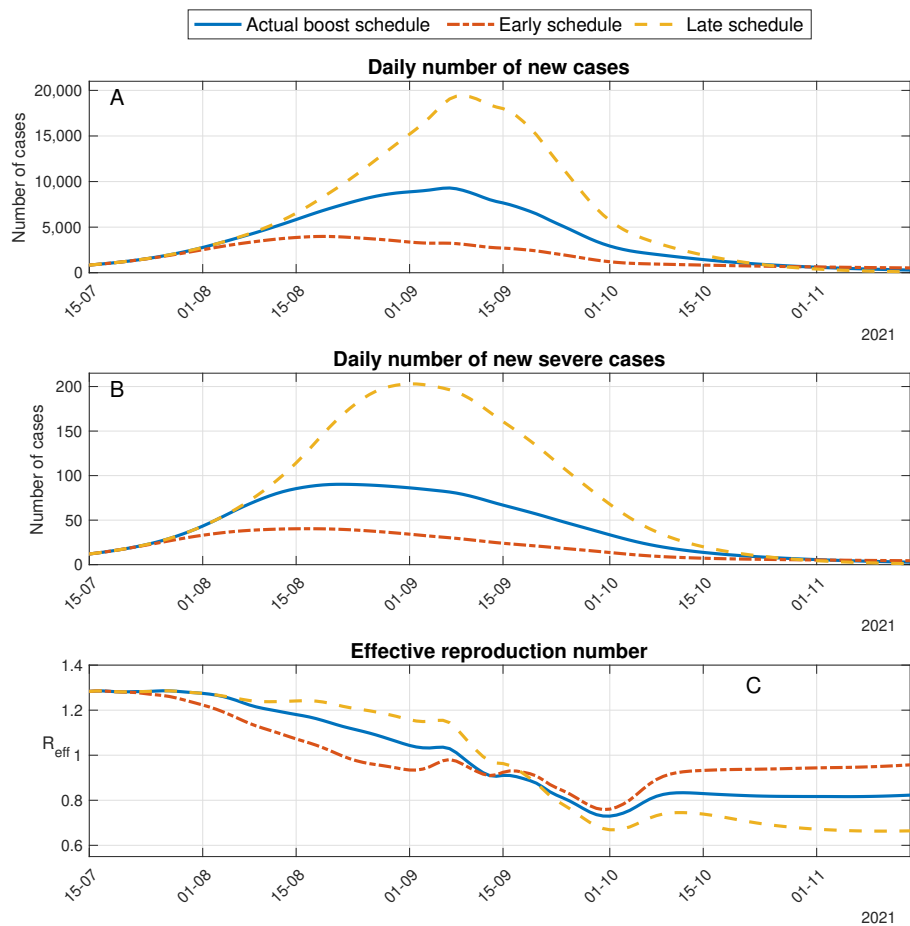 Actual boost schedule Early schedule Late schedule
Daily number of new cases
A
20,000
15,000
10,000
5,000
0
Number of cases
15-07 01-08 15-08 01-09 15-09 01-10 15-10 01-11
2021
Daily number of new severe cases
B
200
150
100
50
0
Number of cases
15-07 01-08 15-08 01-09 15-09 01-10 15-10 01-11
2021
Effective reproduction number
C
1.4
1.2
1
0.8
0.6
R_eff
15-07 01-08 15-08 01-09 15-09 01-10 15-10 01-11
2021